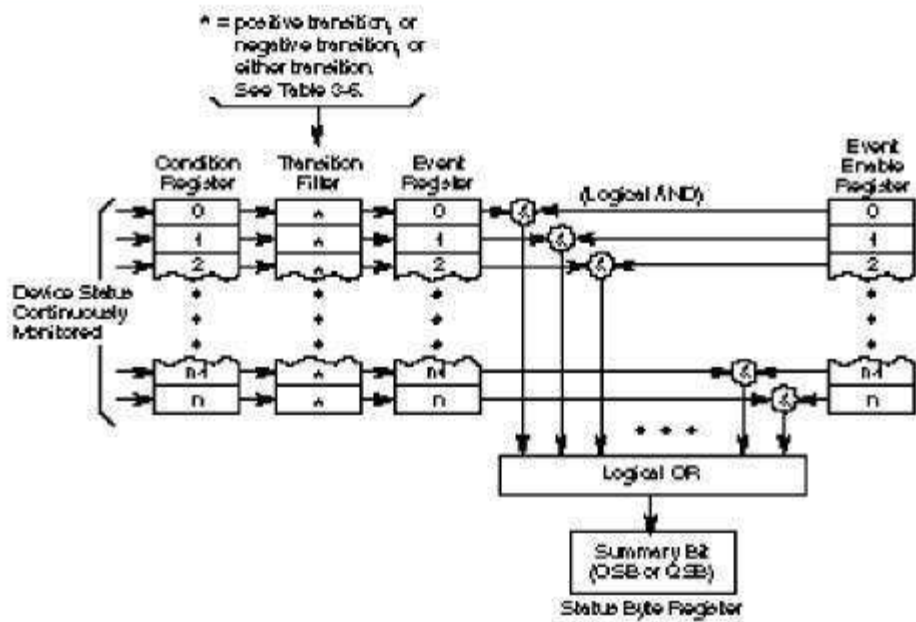 ^ = positive transition, or
negative transition, or
either transition.
See Table 3-6.
Condition Register
Transition Filter
Event Register
Event Enable Register
(Logical AND)
0 ^ 0 & 0
1 ^ 1 & 1
2 ^ 2 & 2
Device Status
Continuously
Monitored
n-1 ^ n-1 & n-1
n ^ n & n
Logical OR
Summary Bit
(OSB or QSB)
Status Byte Register